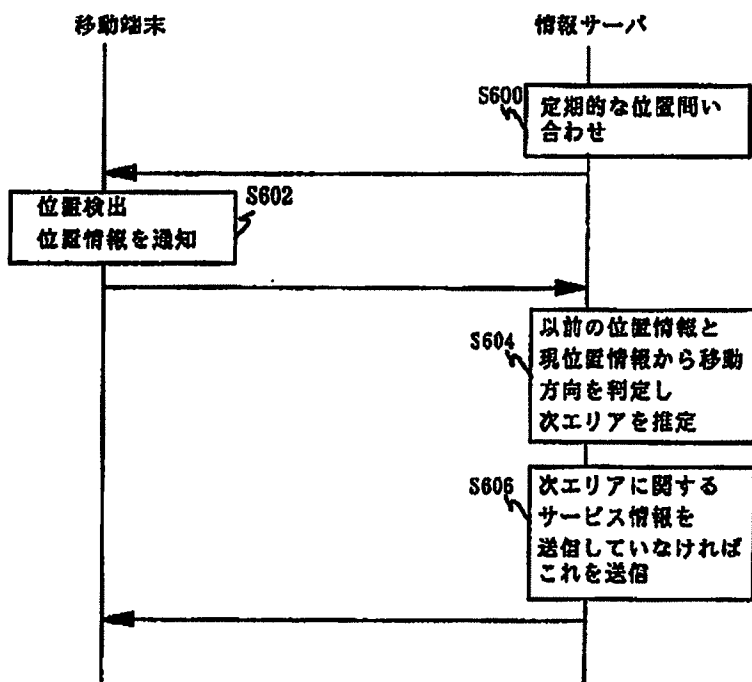 移動端末
情報サーバ
S600
定期的な位置問い
合わせ
位置検出
位置情報を通知
S602
S604
以前の位置情報と
現位置情報から移動
方向を判定し
次エリアを推定
S606
次エリアに関する
サービス情報を
送信していなければ
これを送信